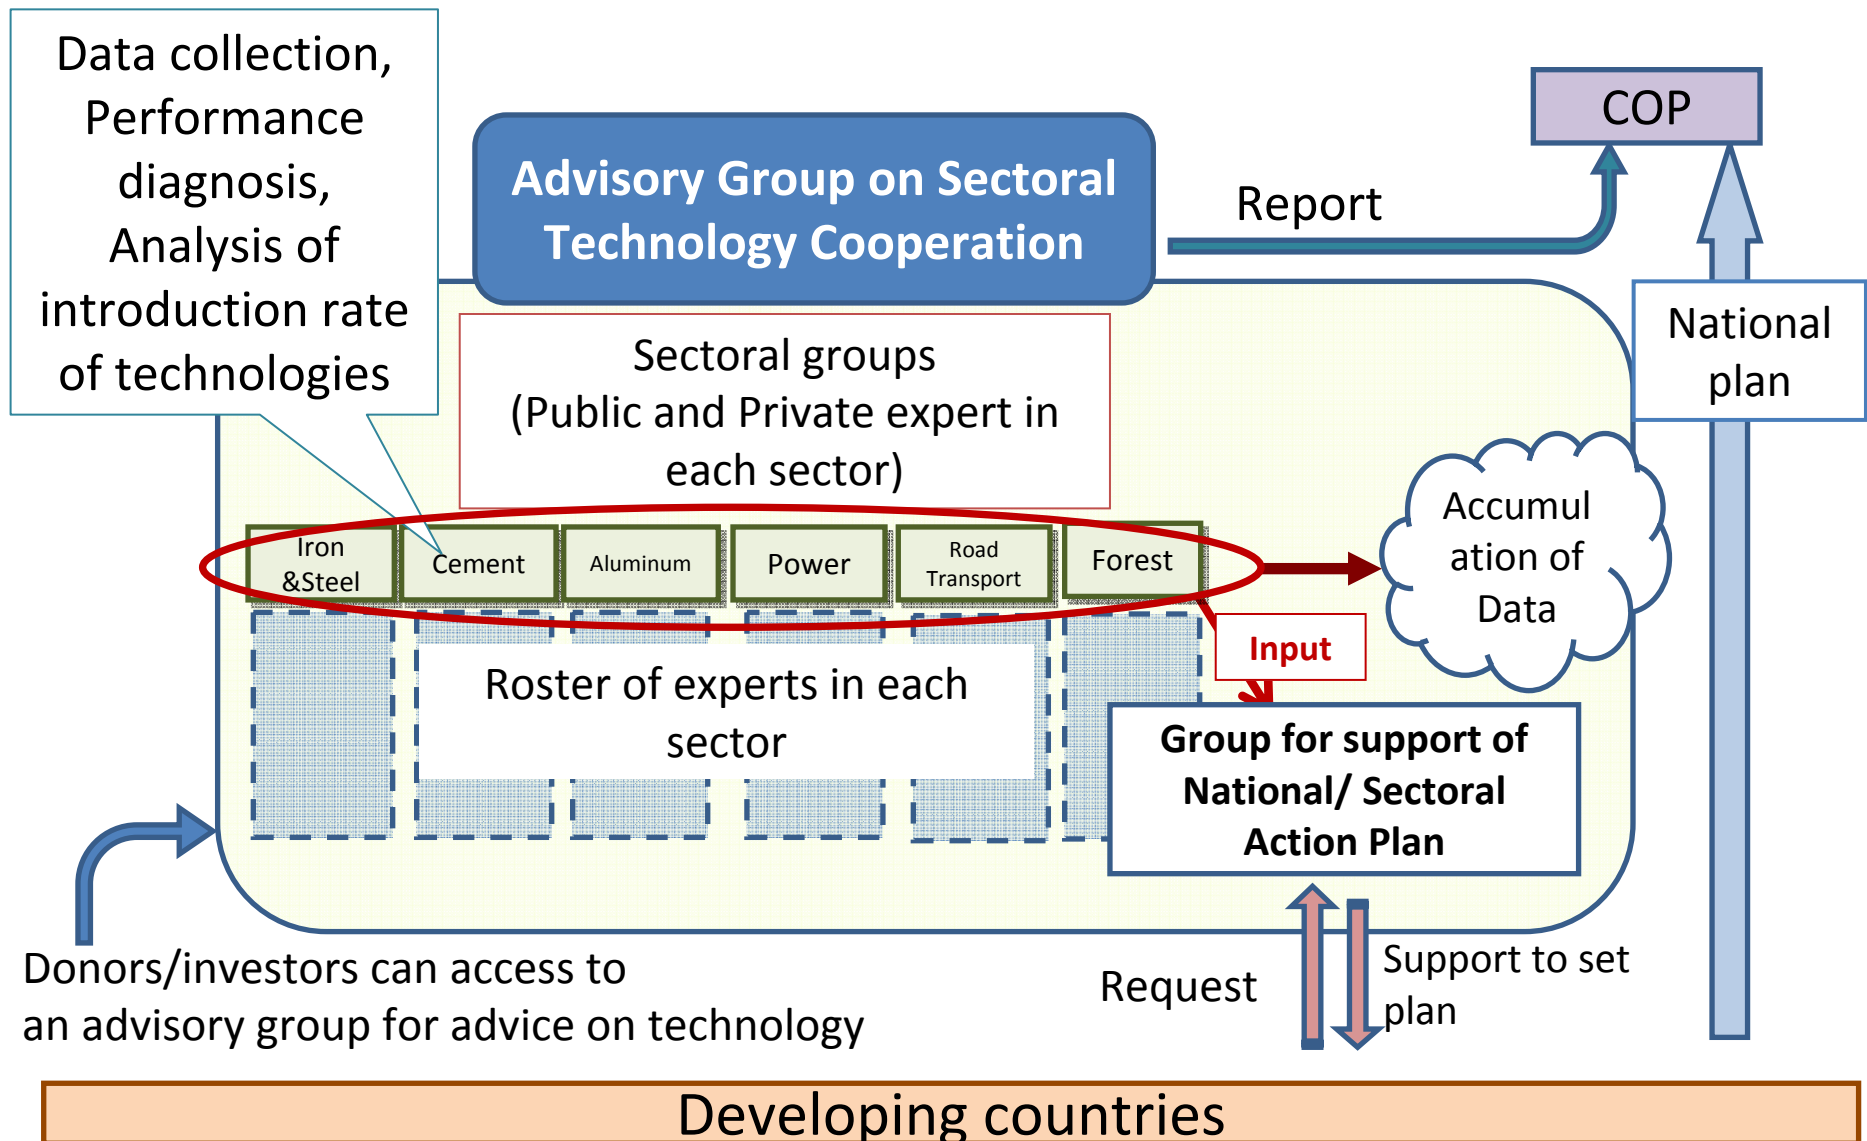 Data collection,
Performance
diagnosis,
Analysis of
introduction rate
of technologies
Advisory Group on Sectoral
Technology Cooperation
Report
COP
National
plan
Sectoral groups
(Public and Private expert in
each sector)
Iron
&Steel
Cement
Aluminum
Power
Road
Transport
Forest
Accumul
ation of
Data
Input
Roster of experts in each
sector
Group for support of
National/ Sectoral
Action Plan
Donors/investors can access to
an advisory group for advice on technology
Request
Support to set
plan
Developing countries